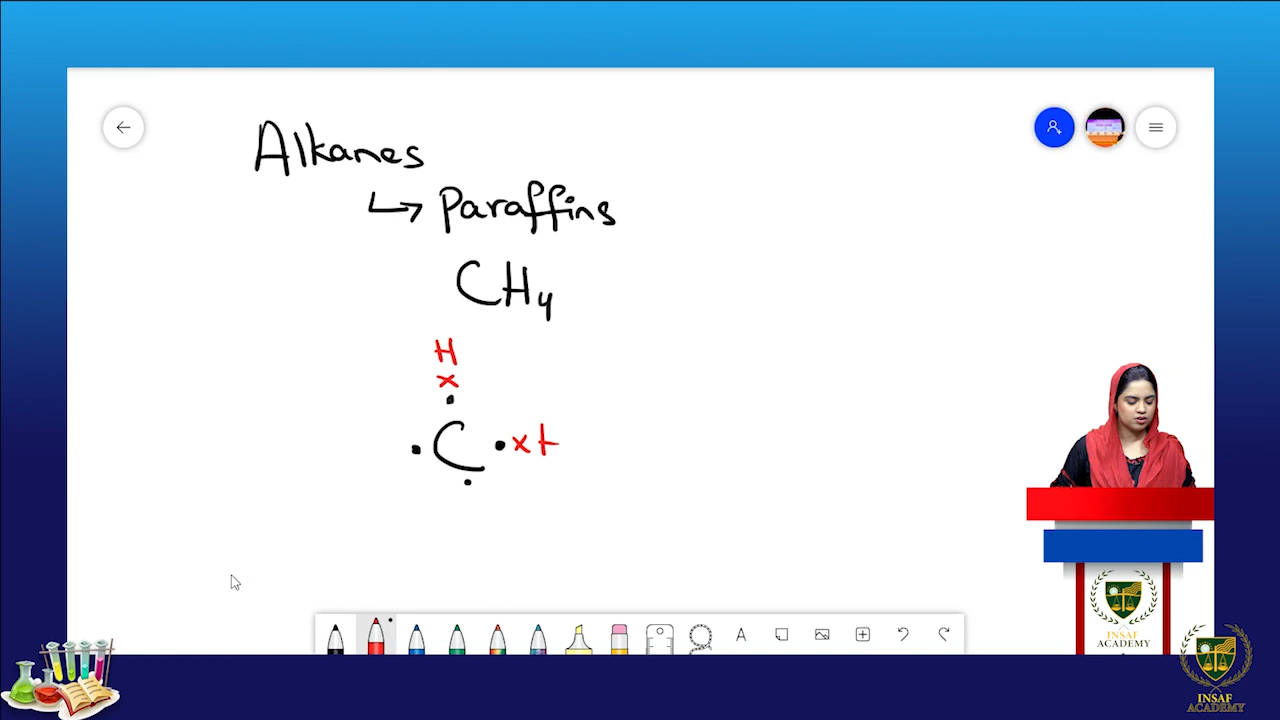 Alkanes
↳ Paraffins
CH4
H
x
•
• C • x
•
A
INSAF
ACADEMY
INSAF
ACADEMY